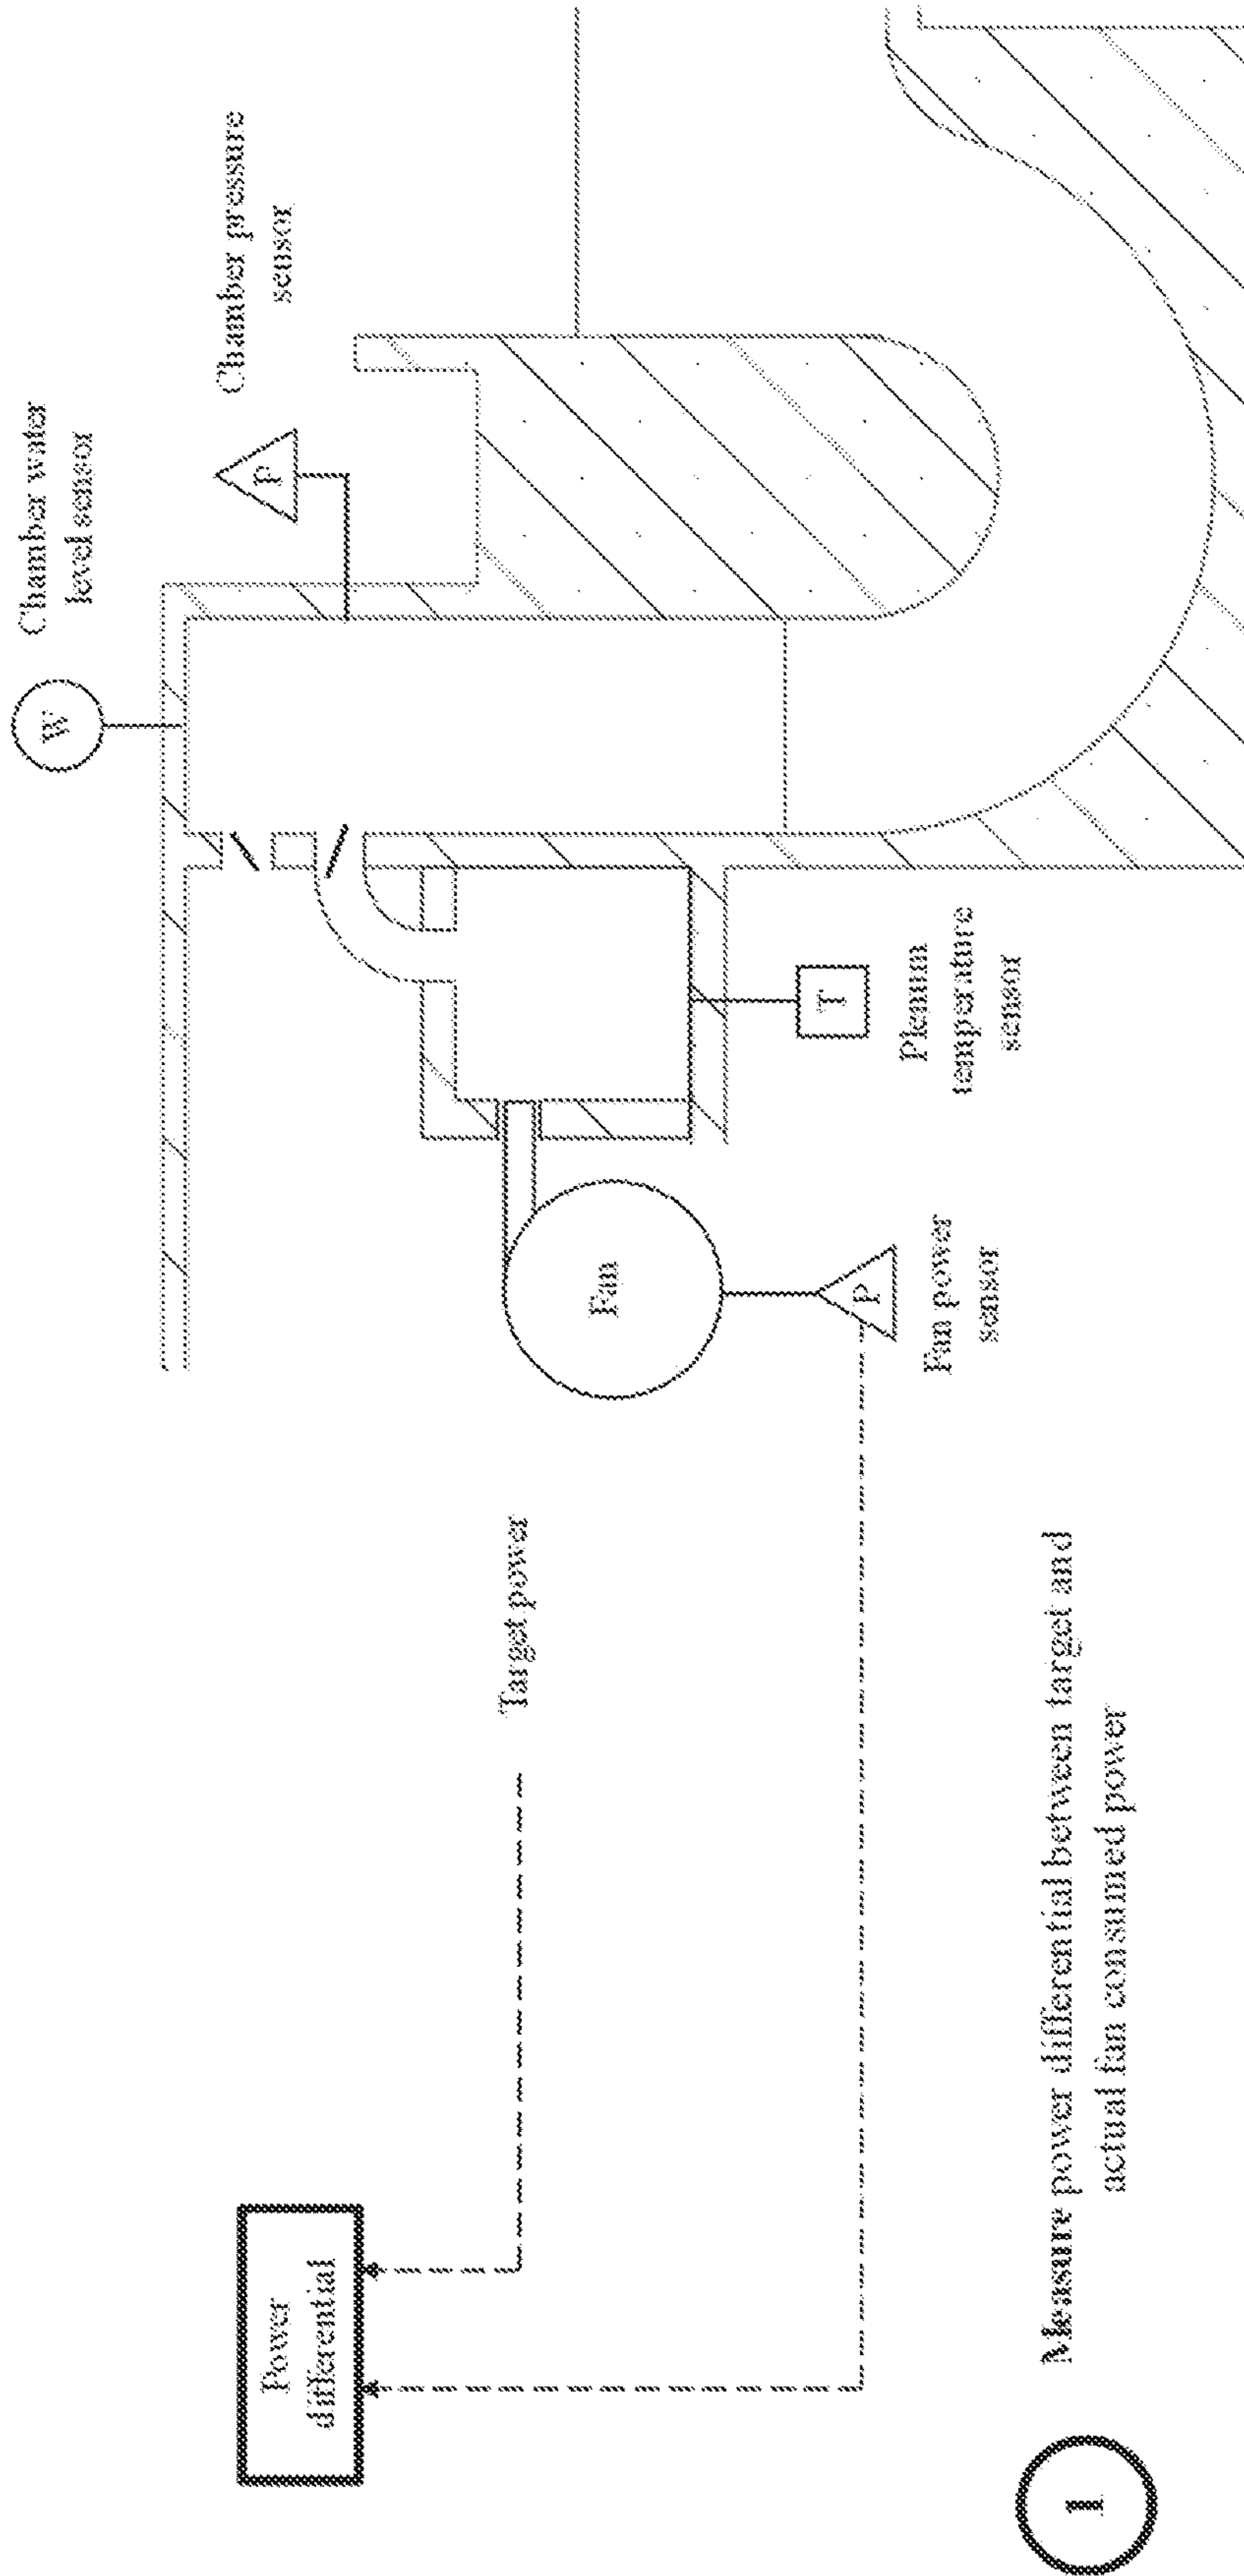 Chamber water
level sensor
W
Chamber pressure
sensor
P
Power
differential
Target power
Fan
T
Plenum
temperature
sensor
P
Fan power
sensor
1
Measure power differential between target and
actual fan consumed power